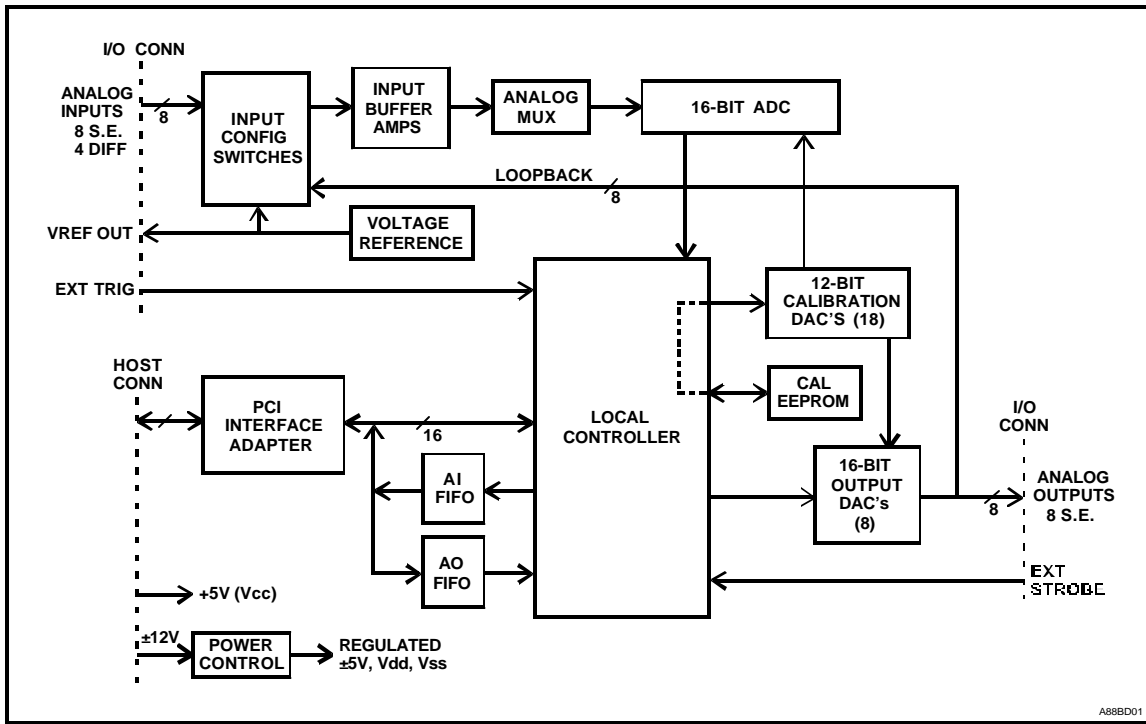 I/O CONN
ANALOG
INPUTS
8 S.E.
4 DIFF
8
INPUT
CONFIG
SWITCHES
INPUT
BUFFER
AMPS
ANALOG
MUX
16-BIT ADC
LOOPBACK
8
VREF OUT
VOLTAGE
REFERENCE
EXT TRIG
12-BIT
CALIBRATION
DAC'S (18)
HOST
CONN
PCI
INTERFACE
ADAPTER
16
LOCAL
CONTROLLER
CAL
EEPROM
I/O
CONN
AI
FIFO
16-BIT
OUTPUT
DAC's
(8)
8
ANALOG
OUTPUTS
8 S.E.
AO
FIFO
EXT
STROBE
+5V (Vcc)
±12V
POWER
CONTROL
REGULATED
±5V, Vdd, Vss
A88BD01